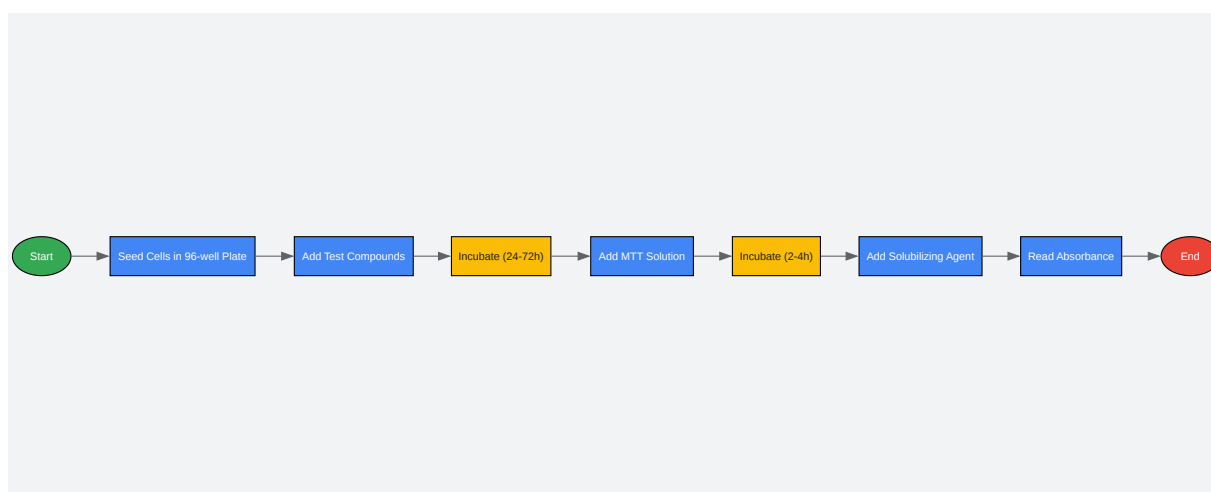 Start
Seed Cells in 96-well Plate
Add Test Compounds
Incubate (24-72h)
Add MTT Solution
Incubate (2-4h)
Add Solubilizing Agent
Read Absorbance
End